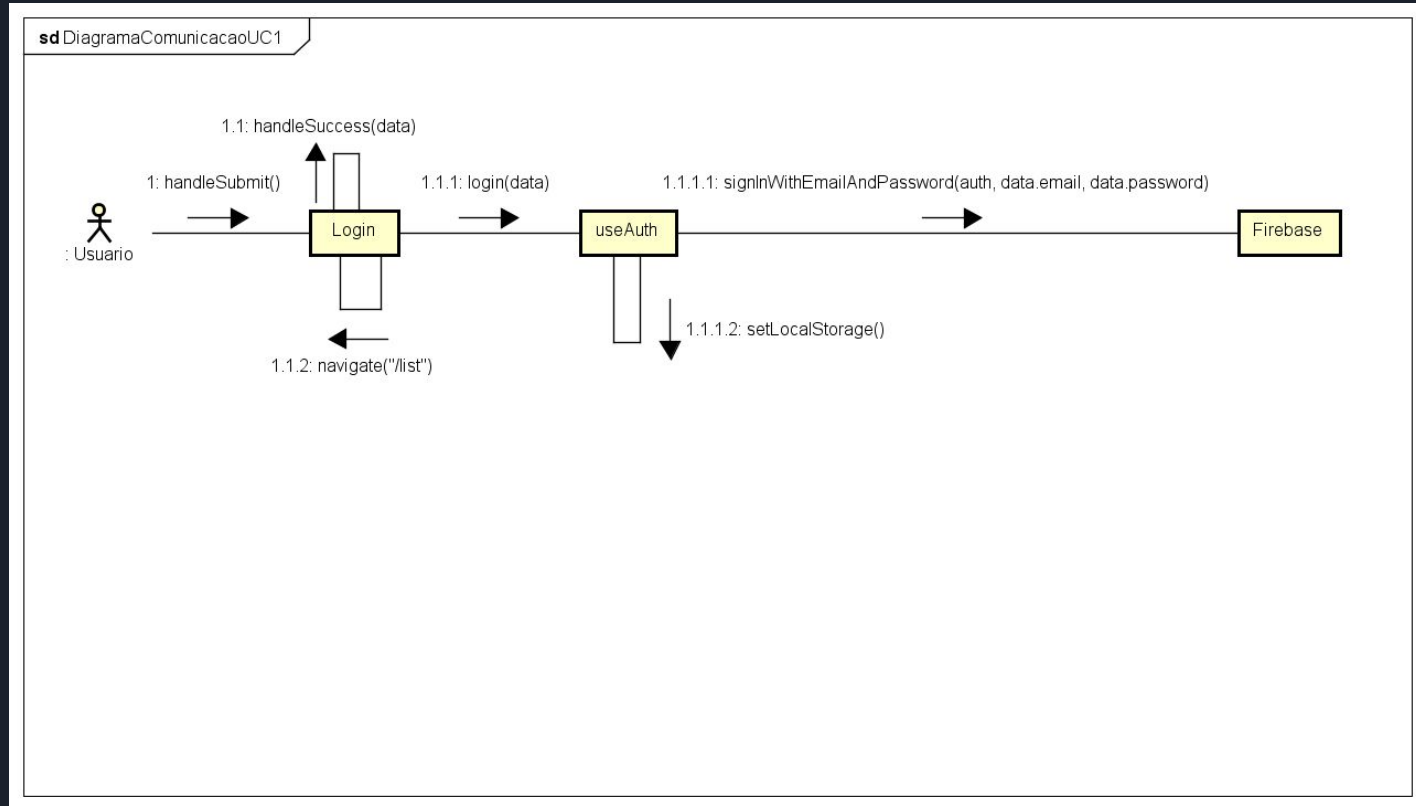 sd DiagramaComunicacaoUC1
1.1: handleSuccess(data)
1: handleSubmit()
1.1.1: login(data)
1.1.1.1: signInWithEmailAndPassword(auth, data.email, data.password)
Login
useAuth
Firebase
: Usuario
1.1.1.2: setLocalStorage()
1.1.2: navigate("/list")